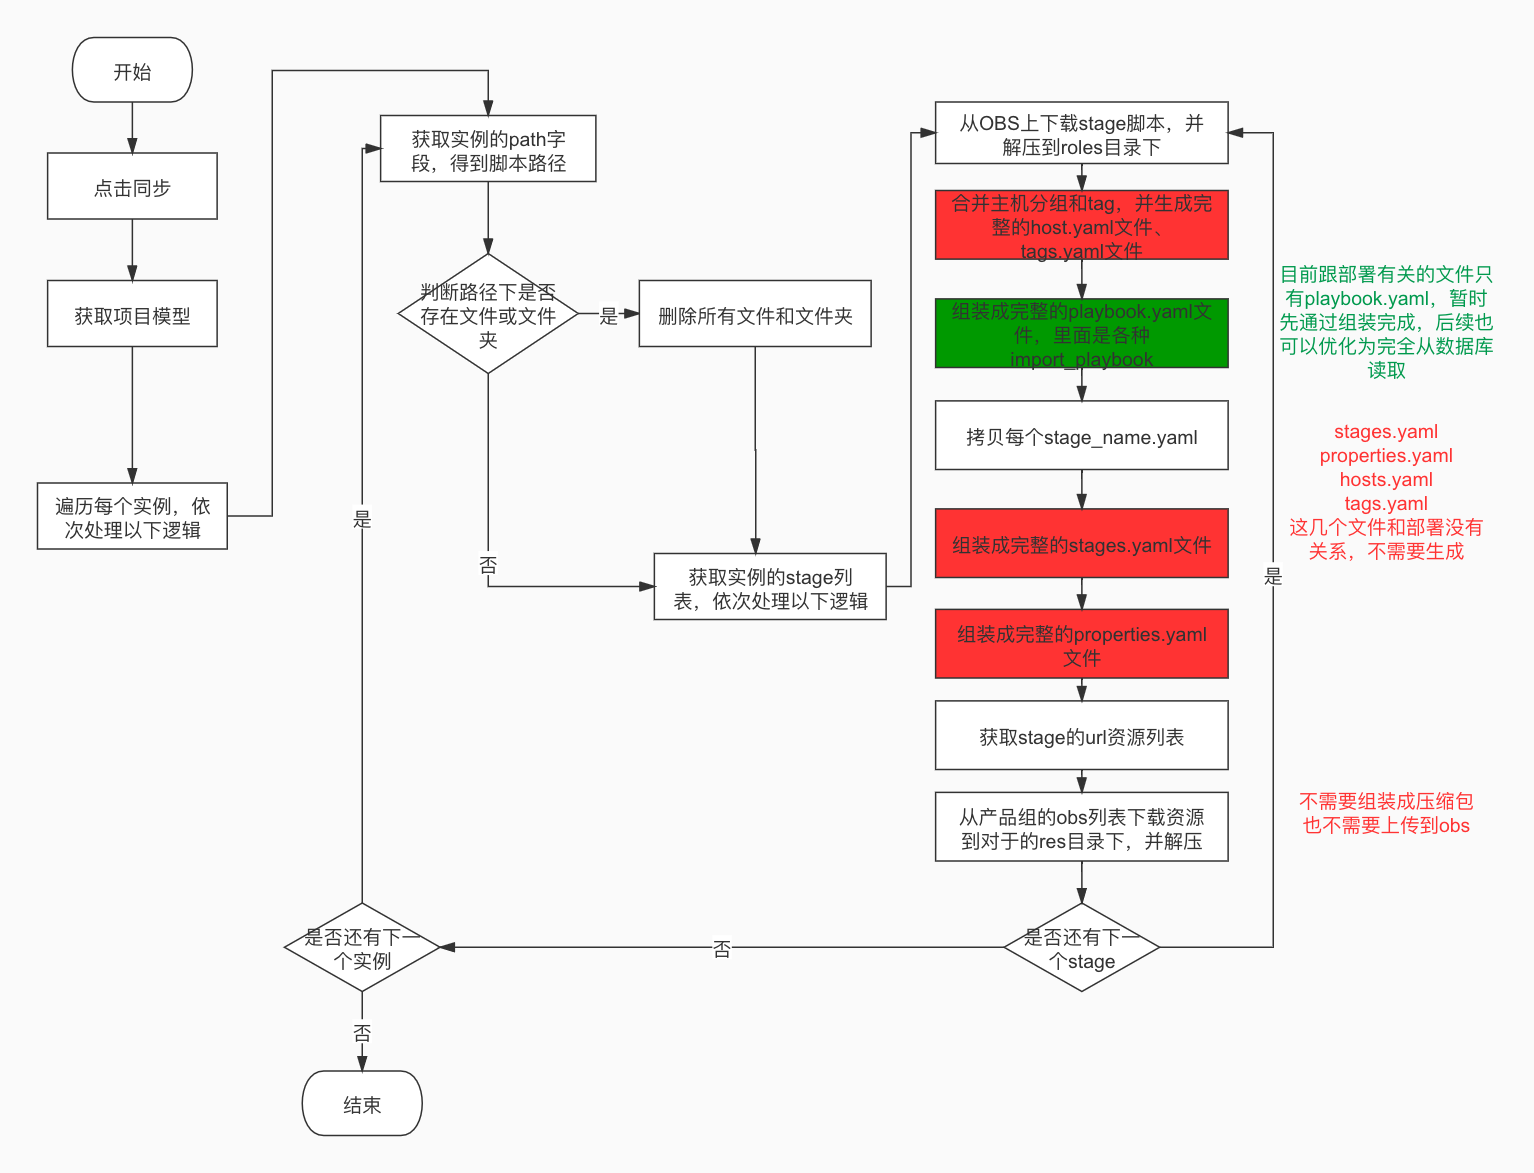 开始
点击同步
获取项目模型
遍历每个实例，依
次处理以下逻辑
获取实例的path字
段，得到脚本路径
判断路径下是否
存在文件或文件
夹
是
删除所有文件和文件夹
否
获取实例的stage列
表，依次处理以下逻辑
从OBS上下载stage脚本，并
解压到roles目录下
合并主机分组和tag，并生成完
整的host.yaml文件、
tags.yaml文件
组装成完整的playbook.yaml文
件，里面是各种
import_playbook
拷贝每个stage_name.yaml
组装成完整的stages.yaml文件
组装成完整的properties.yaml
文件
获取stage的url资源列表
从产品组的obs列表下载资源
到对于的res目录下，并解压
是否还有下一
个stage
是
否
是否还有下一
个实例
是
否
结束
目前跟部署有关的文件只
有playbook.yaml，暂时
先通过组装完成，后续也
可以优化为完全从数据库
读取
stages.yaml
properties.yaml
hosts.yaml
tags.yaml
这几个文件和部署没有
关系，不需要生成
不需要组装成压缩包
也不需要上传到obs